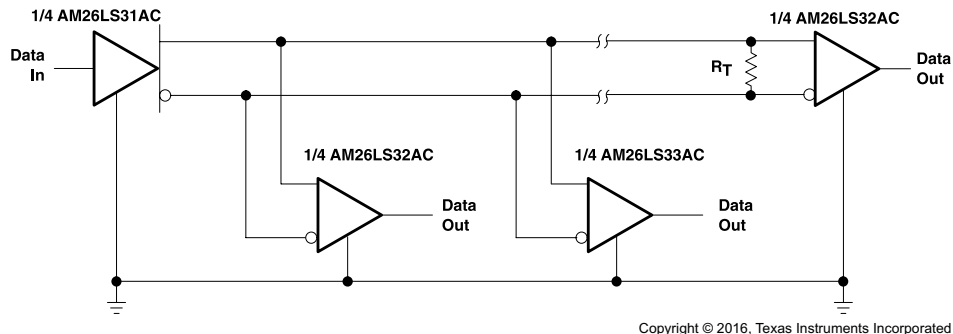 1/4 AM26LS31AC
1/4 AM26LS32AC
Data
In
RT
Data
Out
1/4 AM26LS32AC
1/4 AM26LS33AC
Data
Out
Data
Out
Copyright © 2016, Texas Instruments Incorporated